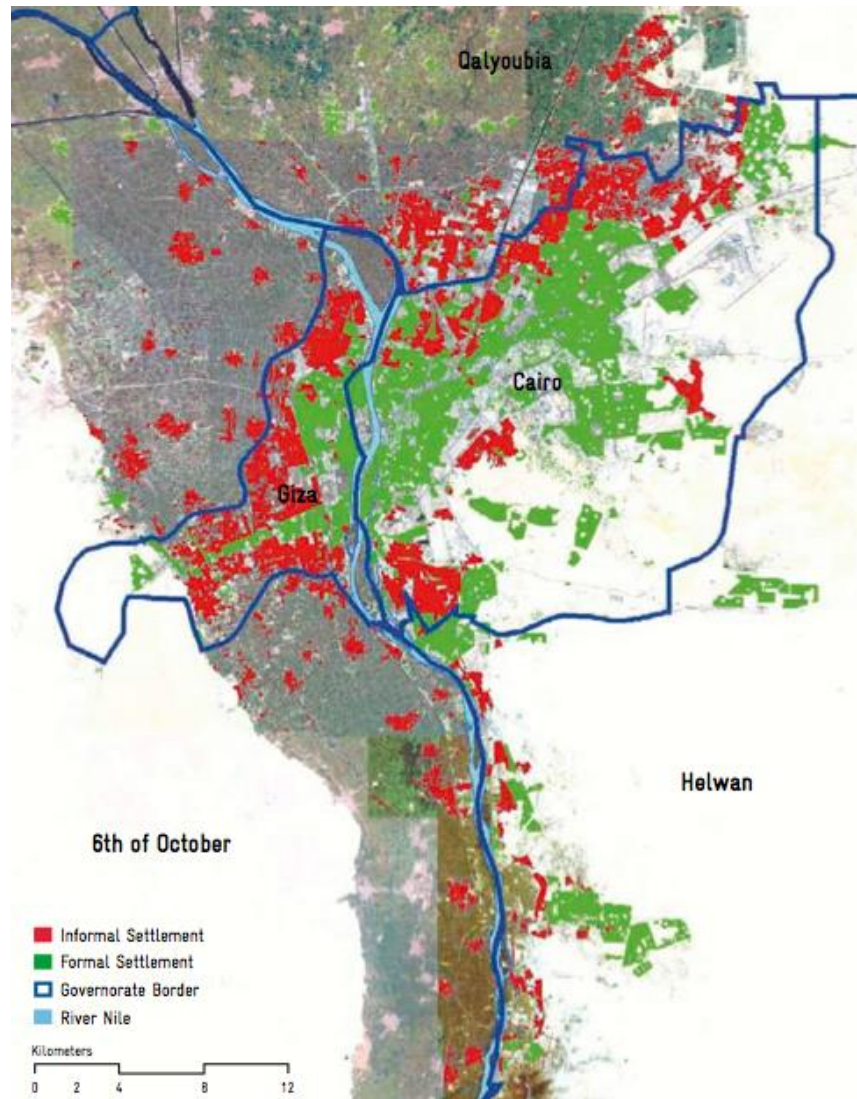 Qalyoubia
Cairo
Giza
Helwan
6th of October
Informal Settlement
Formal Settlement
Governorate Border
River Nile
Kilometers
0 2 4 8 12